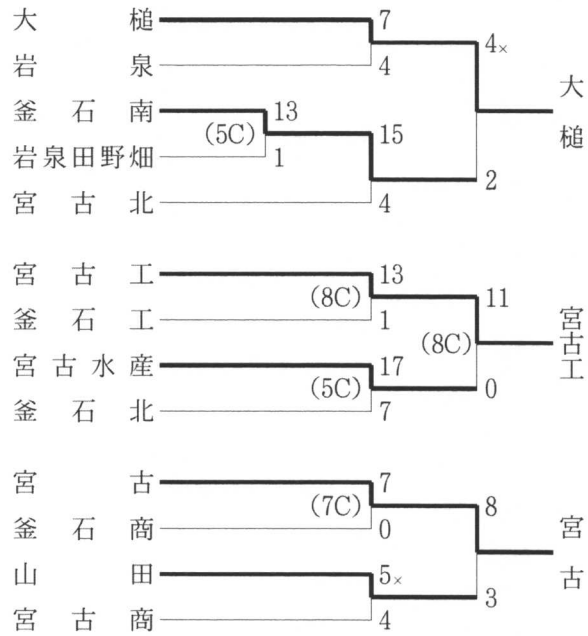 大槌 7
4×
岩泉 4
大槌
釜石南 13
(5C) 15
岩泉田野畑 1
2
宮古北 4
宮古工 13
(8C) 11
釜石工 1
宮古工
(8C)
宮古水産 17
(5C) 0
釜石北 7
宮古 7
(7C) 8
釜石商 0
宮古
山田 5×
3
宮古商 4